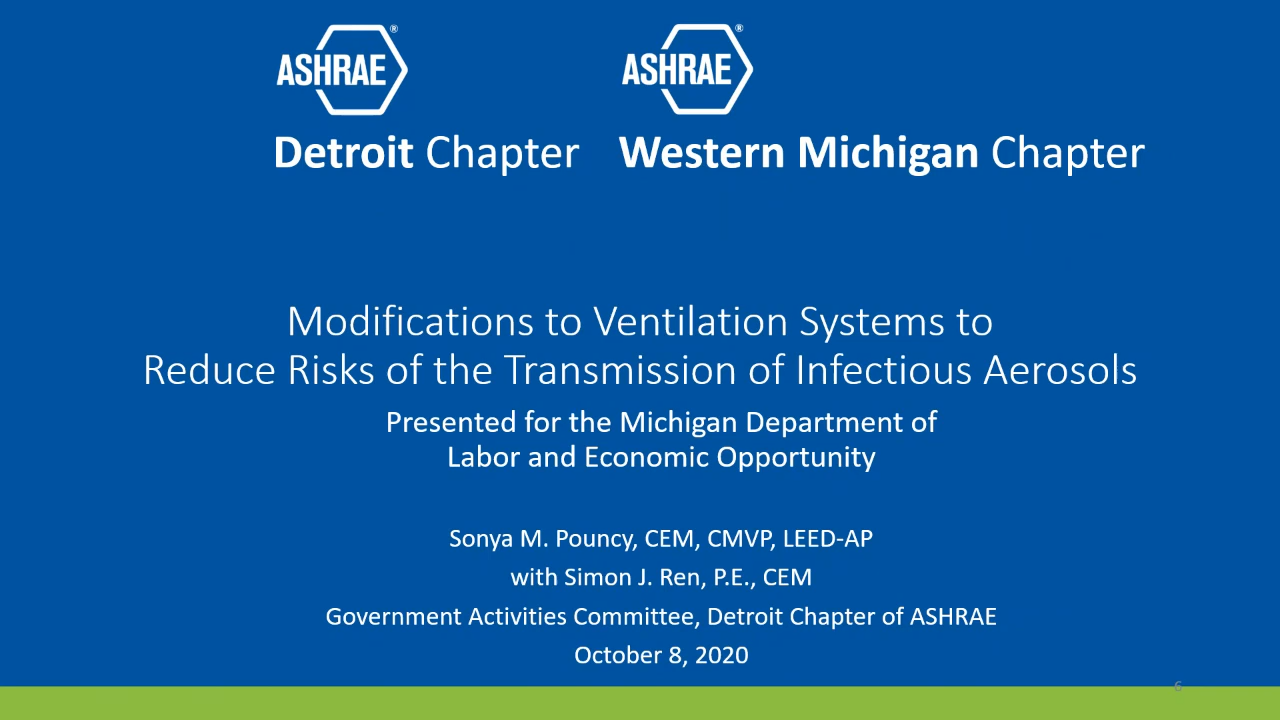 ASHRAE® ASHRAE®
Detroit Chapter Western Michigan Chapter
Modifications to Ventilation Systems to
Reduce Risks of the Transmission of Infectious Aerosols
Presented for the Michigan Department of
Labor and Economic Opportunity
Sonya M. Pouncy, CEM, CMVP, LEED-AP
with Simon J. Ren, P.E., CEM
Government Activities Committee, Detroit Chapter of ASHRAE
October 8, 2020
6